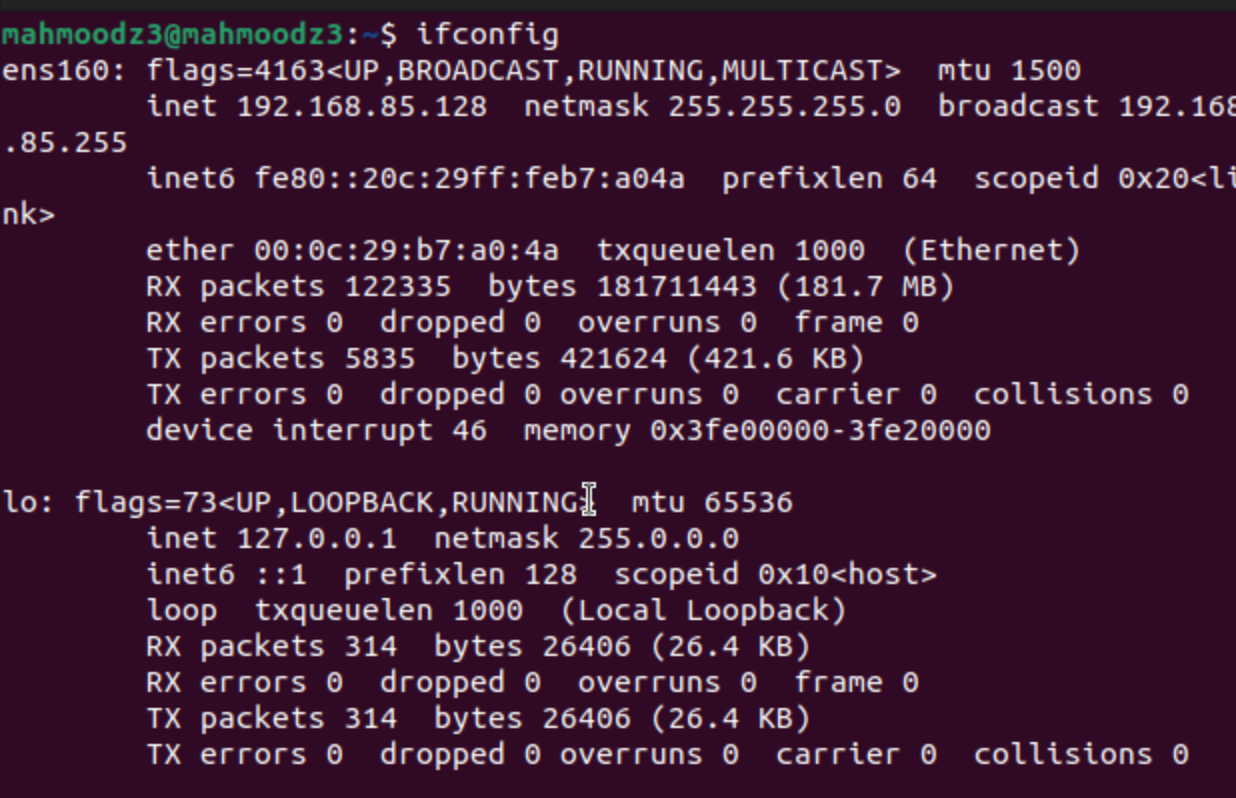 mahmoodz3@mahmoodz3:~$ ifconfig
ens160: flags=4163<UP,BROADCAST,RUNNING,MULTICAST>  mtu 1500
        inet 192.168.85.128  netmask 255.255.255.0  broadcast 192.168
.85.255
        inet6 fe80::20c:29ff:feb7:a04a  prefixlen 64  scopeid 0x20<li
nk>
        ether 00:0c:29:b7:a0:4a  txqueuelen 1000  (Ethernet)
        RX packets 122335  bytes 181711443 (181.7 MB)
        RX errors 0  dropped 0  overruns 0  frame 0
        TX packets 5835  bytes 421624 (421.6 KB)
        TX errors 0  dropped 0 overruns 0  carrier 0  collisions 0
        device interrupt 46  memory 0x3fe00000-3fe20000

lo: flags=73<UP,LOOPBACK,RUNNING>  mtu 65536
        inet 127.0.0.1  netmask 255.0.0.0
        inet6 ::1  prefixlen 128  scopeid 0x10<host>
        loop  txqueuelen 1000  (Local Loopback)
        RX packets 314  bytes 26406 (26.4 KB)
        RX errors 0  dropped 0  overruns 0  frame 0
        TX packets 314  bytes 26406 (26.4 KB)
        TX errors 0  dropped 0 overruns 0  carrier 0  collisions 0